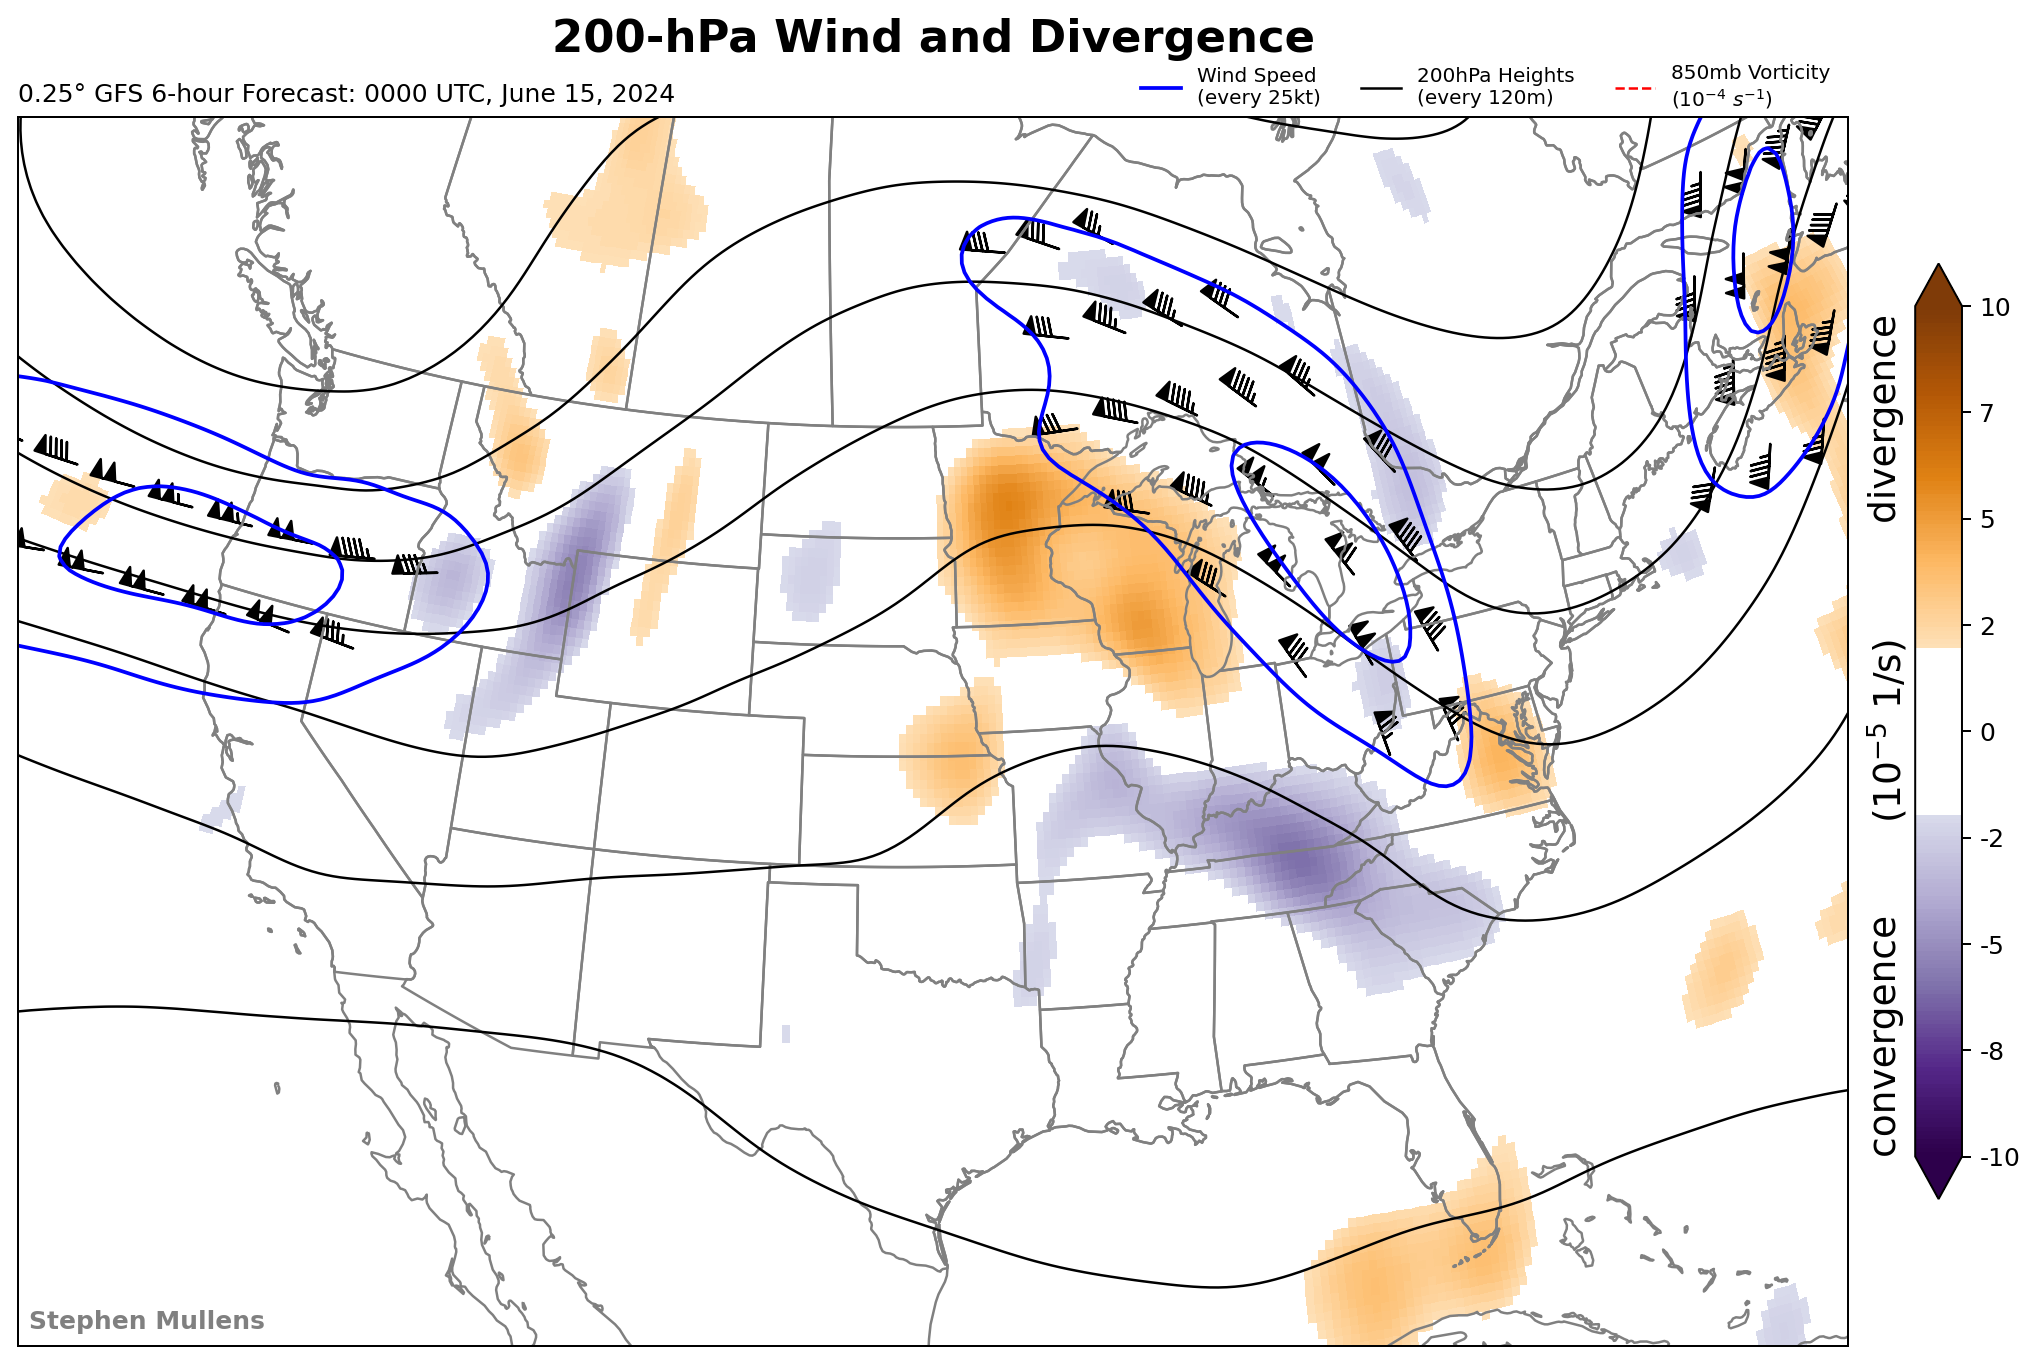 200-hPa Wind and Divergence
0.25° GFS 6-hour Forecast: 0000 UTC, June 15, 2024
Wind Speed
(every 25kt)
200hPa Heights
(every 120m)
850mb Vorticity
(10⁻⁴ s⁻¹)
10
7
5
2
0
-2
-5
-8
-10
convergence (10⁻⁵ 1/s) divergence
Stephen Mullens